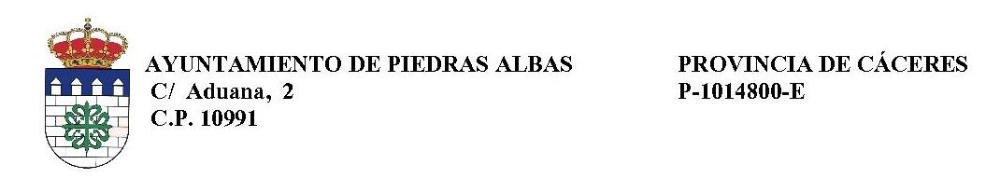 AYUNTAMIENTO DE PIEDRAS ALBAS PROVINCIA DE CÁCERES
C/ Aduana, 2 P-1014800-E
C.P. 10991